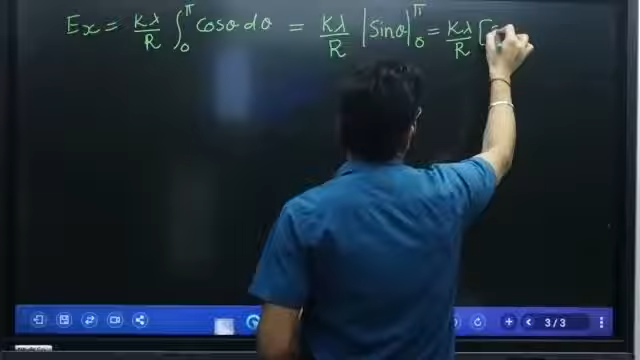 Ex = Kλ/R ∫₀^π Cosθ dθ = Kλ/R |Sinθ|₀^π = Kλ/R [
3/3